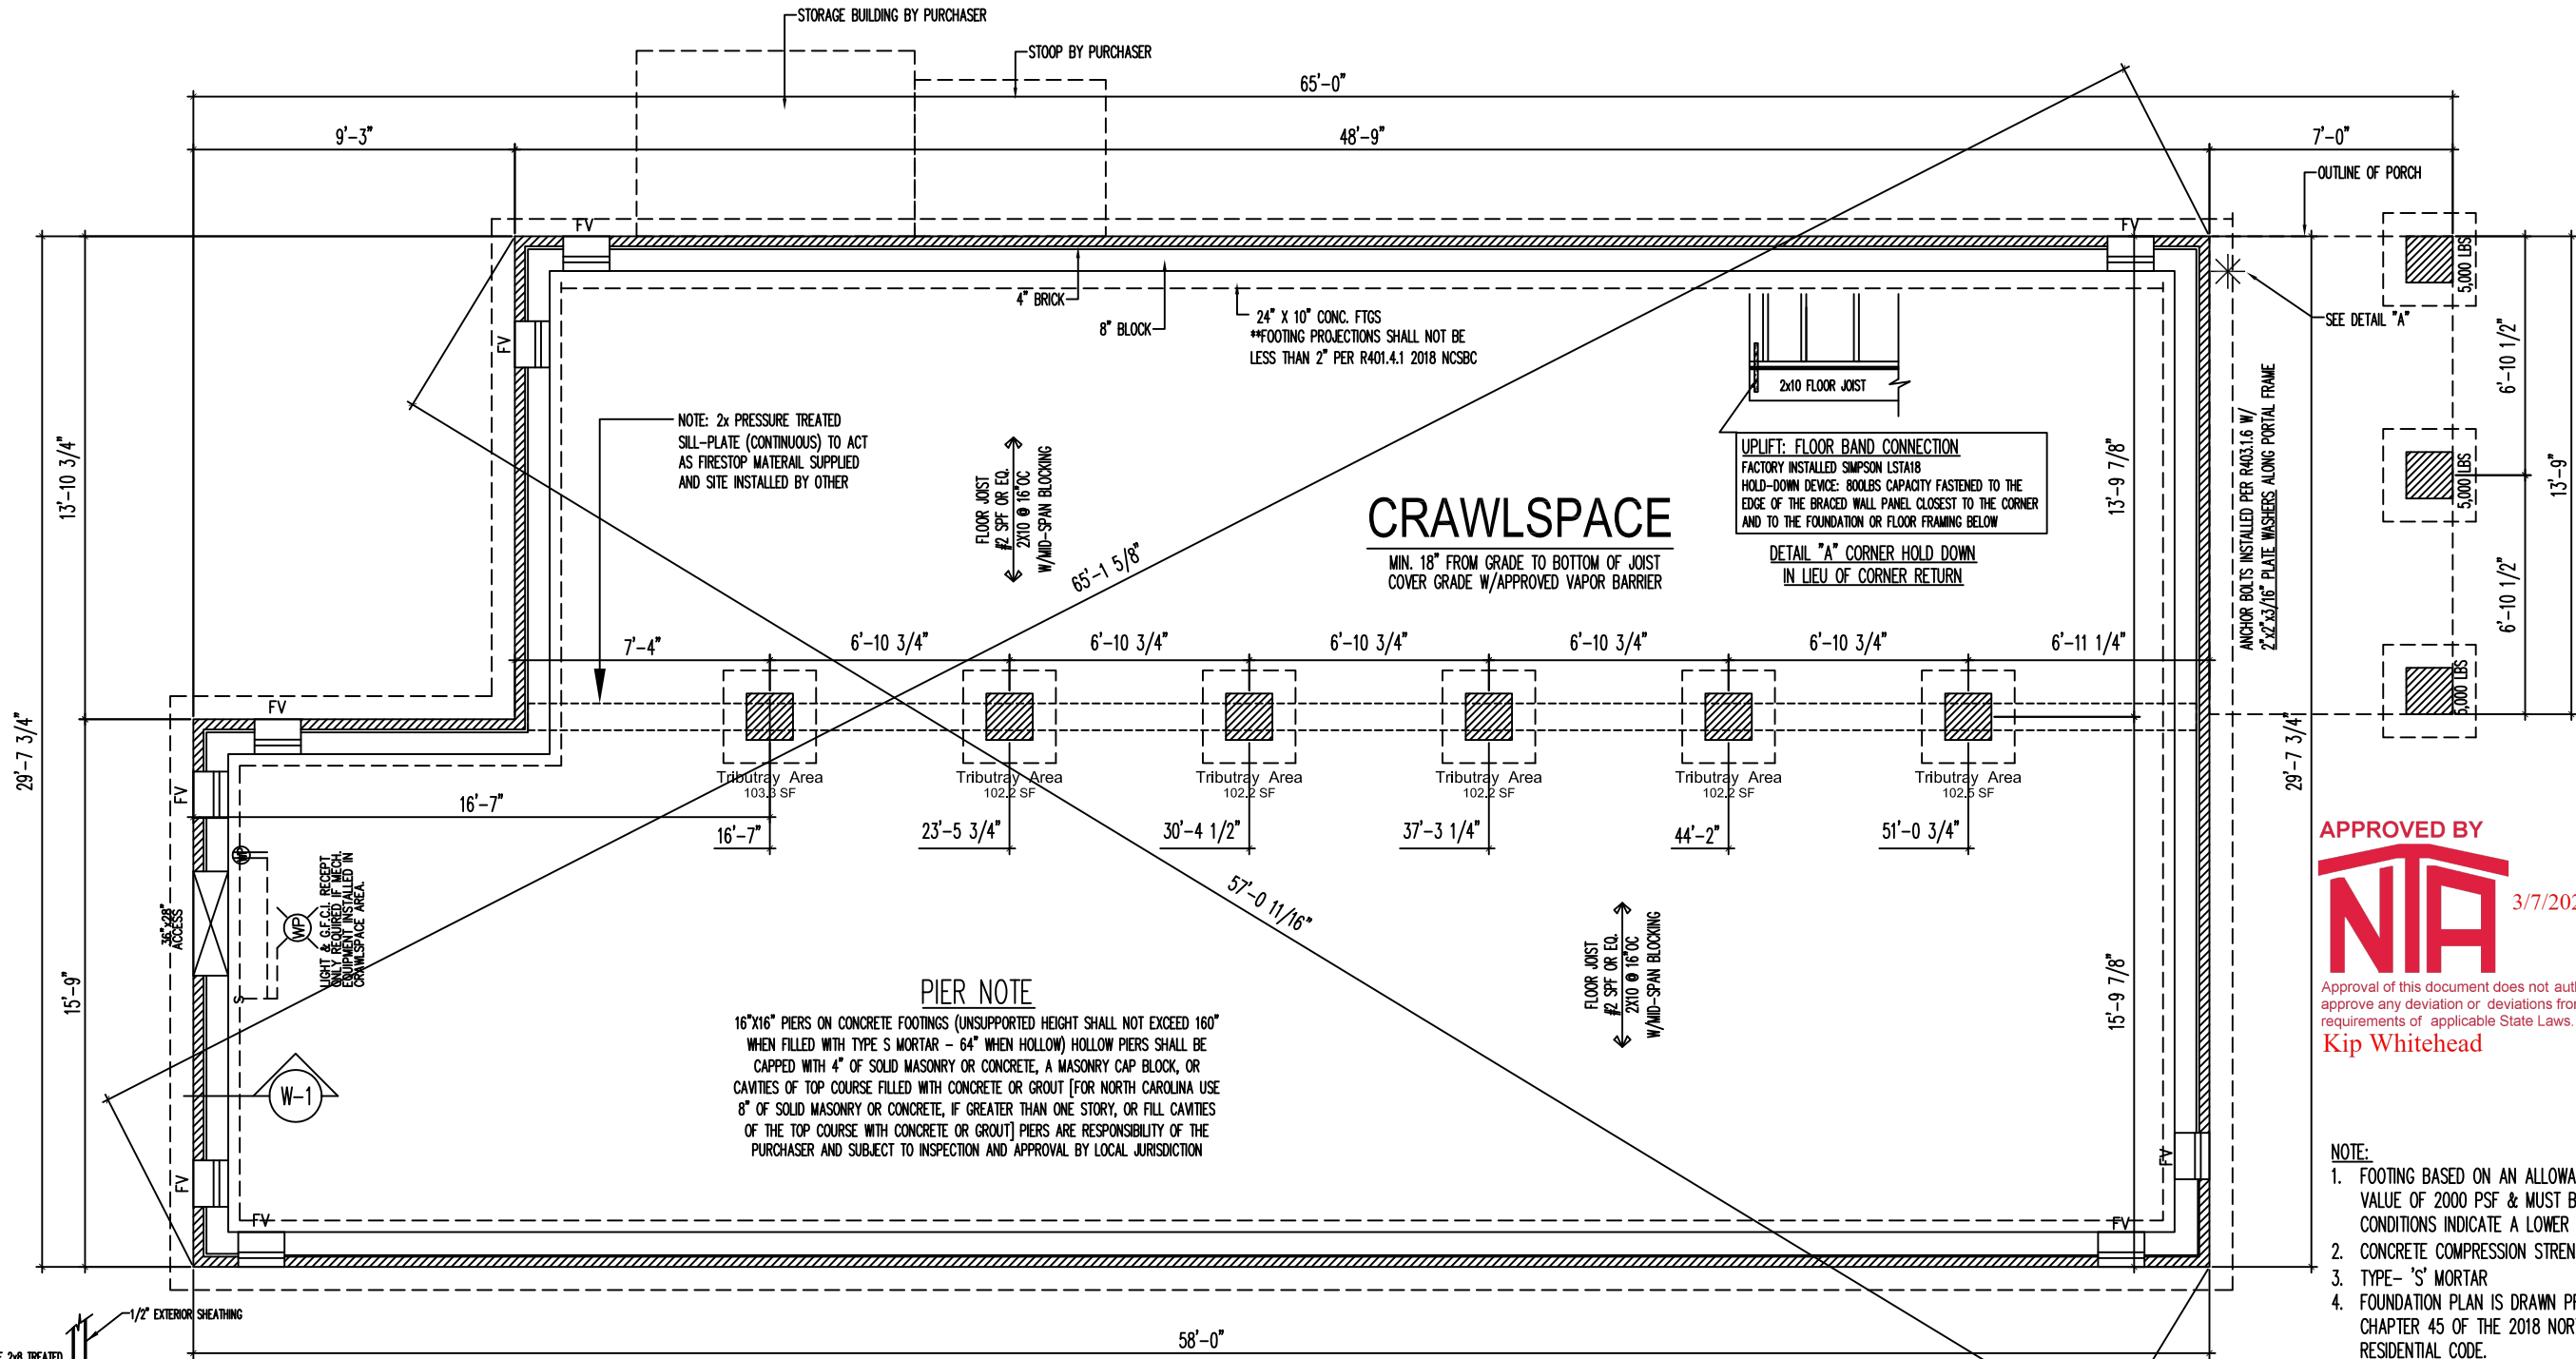 STORAGE BUILDING BY PURCHASER
STOOP BY PURCHASER
65'-0"
9'-3"
48'-9"
7'-0"
OUTLINE OF PORCH
FV
FV
4" BRICK
8" BLOCK
24" X 10" CONC. FTGS
**FOOTING PROJECTIONS SHALL NOT BE
LESS THAN 2" PER R401.4.1 2018 NCSBC
5,000 LBS
SEE DETAIL "A"
6'-10 1/2"
FV
2x10 FLOOR JOIST
NOTE: 2x PRESSURE TREATED
SILL-PLATE (CONTINUOUS) TO ACT
AS FIRESTOP MATERAIL SUPPLIED
AND SITE INSTALLED BY OTHER
FLOOR JOIST
#2 SPF OR EQ.
2X10 @ 16"OC
W/MID-SPAN BLOCKING
UPLIFT: FLOOR BAND CONNECTION
FACTORY INSTALLED SIMPSON LSTA18
HOLD-DOWN DEVICE: 800LBS CAPACITY FASTENED TO THE
EDGE OF THE BRACED WALL PANEL CLOSEST TO THE CORNER
AND TO THE FOUNDATION OR FLOOR FRAMING BELOW
DETAIL "A" CORNER HOLD DOWN
IN LIEU OF CORNER RETURN
CRAWLSPACE
MIN. 18" FROM GRADE TO BOTTOM OF JOIST
COVER GRADE W/APPROVED VAPOR BARRIER
13'-10 3/4"
13'-9 7/8"
ANCHOR BOLTS INSTALLED PER R403.1.6 W/
2"x2"x3/16" PLATE WASHERS ALONG PORTAL FRAME
5,000 LBS
13'-9"
6'-10 1/2"
65'-1 5/8"
7'-4"
6'-10 3/4"
6'-10 3/4"
6'-10 3/4"
6'-10 3/4"
6'-10 3/4"
6'-11 1/4"
5,000 LBS
29'-7 3/4"
29'-7 3/4"
FV
Tributray Area
103.3 SF
Tributray Area
102.2 SF
Tributray Area
102.2 SF
Tributray Area
102.2 SF
Tributray Area
102.2 SF
Tributray Area
102.5 SF
FV
16'-7"
16'-7"
23'-5 3/4"
30'-4 1/2"
37'-3 1/4"
44'-2"
51'-0 3/4"
WP
36"x28"
ACCESS
WP
LIGHT & G.F.C.I. RECEPT
ONLY REQUIRED IF MECH.
EQUIPMENT INSTALLED IN
CRAWLSPACE AREA.
S
57'-0 11/16"
FLOOR JOIST
#2 SPF OR EQ.
2X10 @ 16"OC
W/MID-SPAN BLOCKING
15'-9"
15'-9 7/8"
APPROVED BY
NTA
3/7/202
Approval of this document does not auth
approve any deviation or deviations from
requirements of applicable State Laws.
Kip Whitehead
PIER NOTE
16"X16" PIERS ON CONCRETE FOOTINGS (UNSUPPORTED HEIGHT SHALL NOT EXCEED 160"
WHEN FILLED WITH TYPE S MORTAR - 64" WHEN HOLLOW) HOLLOW PIERS SHALL BE
CAPPED WITH 4" OF SOLID MASONRY OR CONCRETE, A MASONRY CAP BLOCK, OR
CAVITIES OF TOP COURSE FILLED WITH CONCRETE OR GROUT [FOR NORTH CAROLINA USE
8" OF SOLID MASONRY OR CONCRETE, IF GREATER THAN ONE STORY, OR FILL CAVITIES
OF THE TOP COURSE WITH CONCRETE OR GROUT] PIERS ARE RESPONSIBILITY OF THE
PURCHASER AND SUBJECT TO INSPECTION AND APPROVAL BY LOCAL JURISDICTION
W-1
FV
FV
FV
FV
NOTE:
1. FOOTING BASED ON AN ALLOWA
VALUE OF 2000 PSF & MUST B
CONDITIONS INDICATE A LOWER
2. CONCRETE COMPRESSION STREN
3. TYPE- 'S' MORTAR
4. FOUNDATION PLAN IS DRAWN PE
CHAPTER 45 OF THE 2018 NOR
RESIDENTIAL CODE.
1/2" EXTERIOR SHEATHING
2x8 TREATED
58'-0"